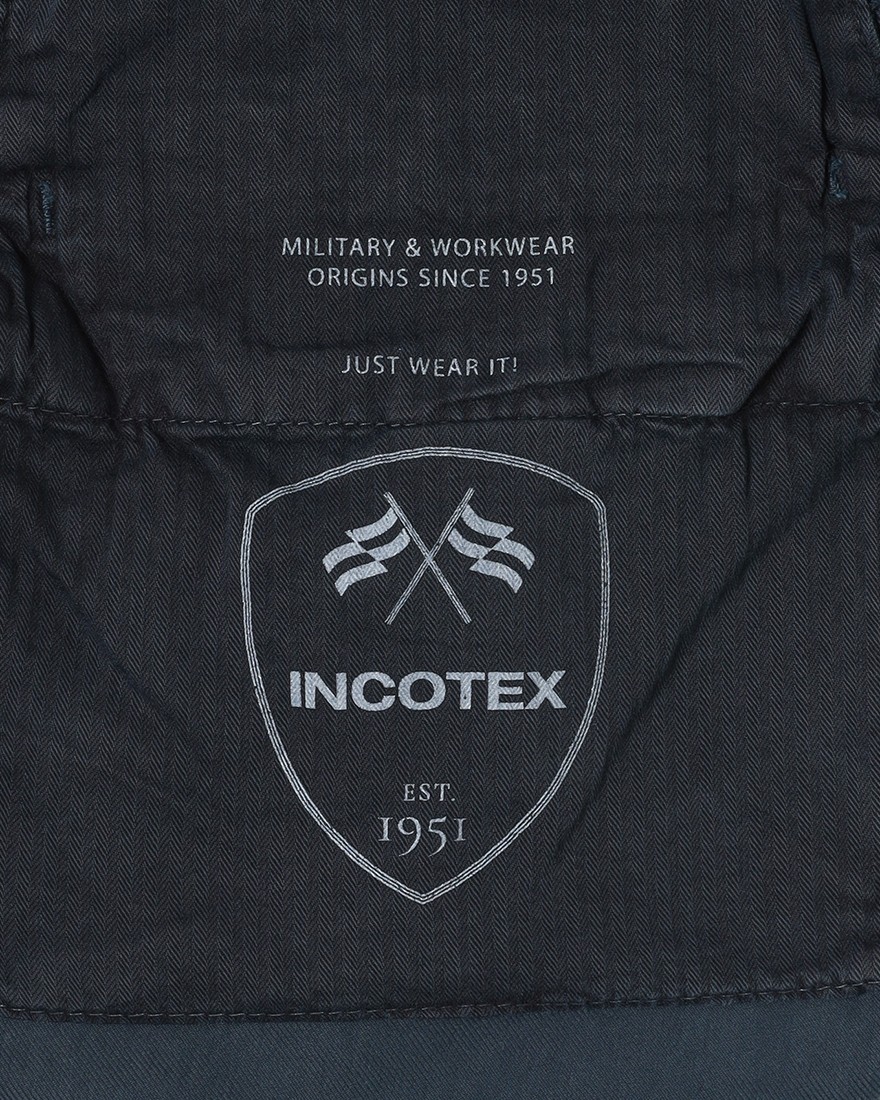 MILITARY & WORKWEAR
ORIGINS SINCE 1951
JUST WEAR IT!
INCOTEX
EST.
1951